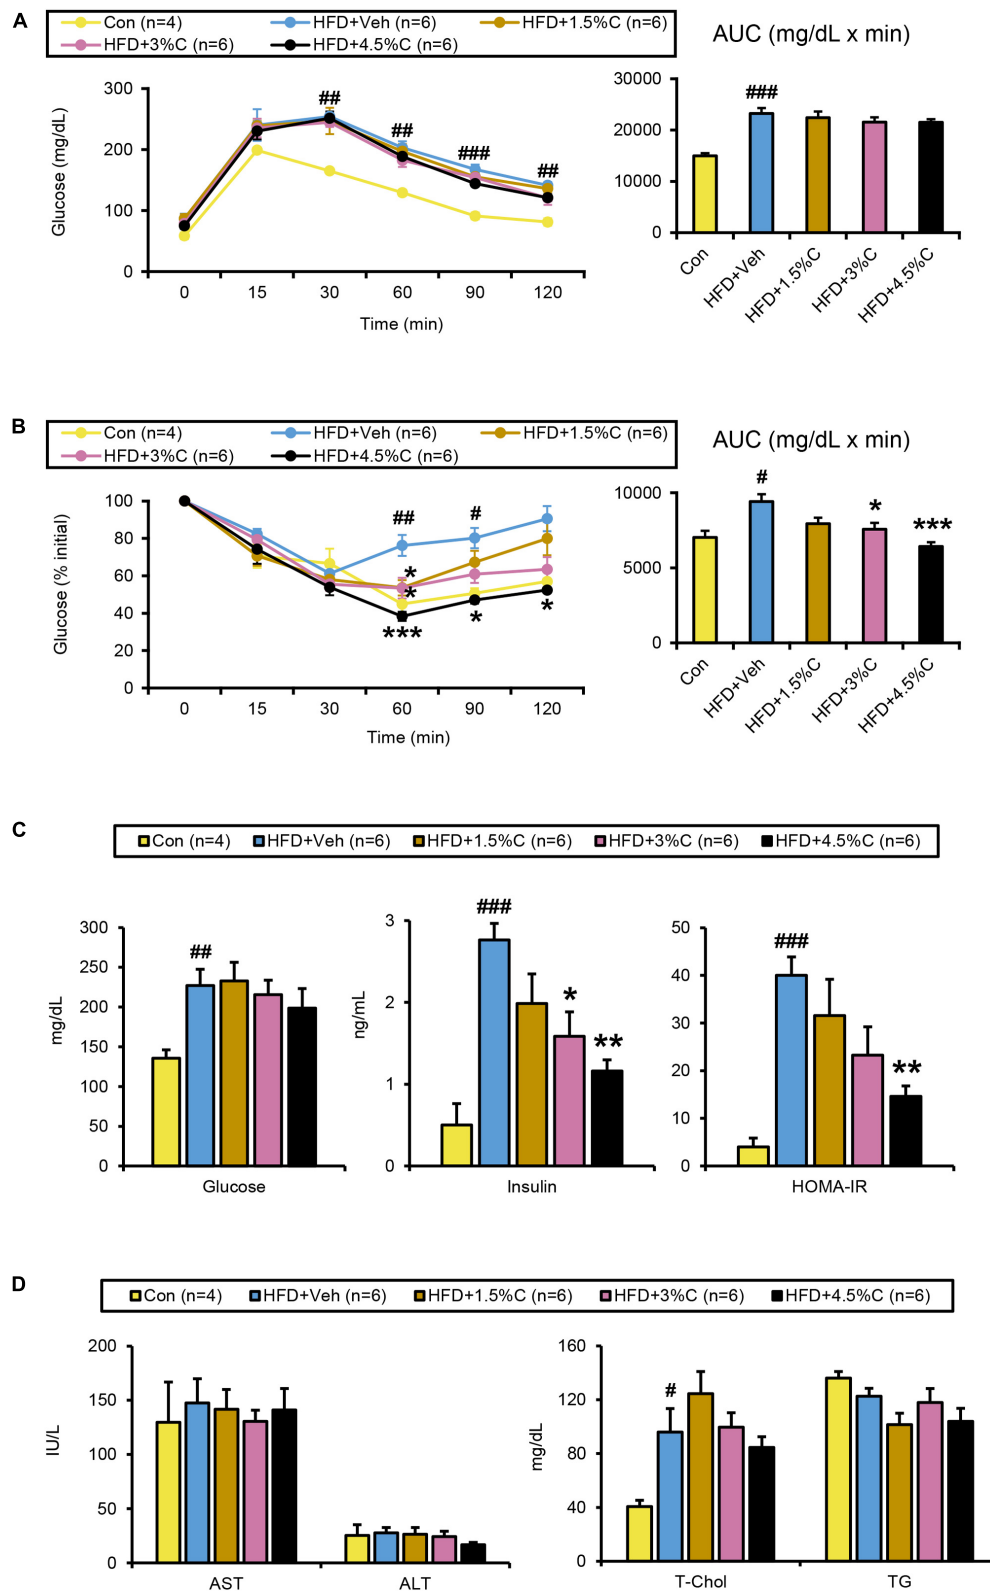 A
Con (n=4) HFD+Veh (n=6) HFD+1.5%C (n=6)
HFD+3%C (n=6) HFD+4.5%C (n=6)
AUC (mg/dL x min)
Glucose (mg/dL)
300
200
100
0
## ## ### ##
0 15 30 60 90 120
Time (min)
30000
20000
10000
0
###
Con HFD+Veh HFD+1.5%C HFD+3%C HFD+4.5%C
B
Con (n=4) HFD+Veh (n=6) HFD+1.5%C (n=6)
HFD+3%C (n=6) HFD+4.5%C (n=6)
AUC (mg/dL x min)
Glucose (% initial)
100
80
60
40
20
0
## #
*
*
*** * *
0 15 30 60 90 120
Time (min)
10000
5000
0
# * ***
Con HFD+Veh HFD+1.5%C HFD+3%C HFD+4.5%C
C
Con (n=4) HFD+Veh (n=6) HFD+1.5%C (n=6) HFD+3%C (n=6) HFD+4.5%C (n=6)
mg/dL
300
250
200
150
100
50
0
##
Glucose
ng/mL
3
2
1
0
### * **
Insulin
50
40
30
20
10
0
### **
HOMA-IR
D
Con (n=4) HFD+Veh (n=6) HFD+1.5%C (n=6) HFD+3%C (n=6) HFD+4.5%C (n=6)
IU/L
200
150
100
50
0
AST ALT
mg/dL
160
120
80
40
0
#
T-Chol TG